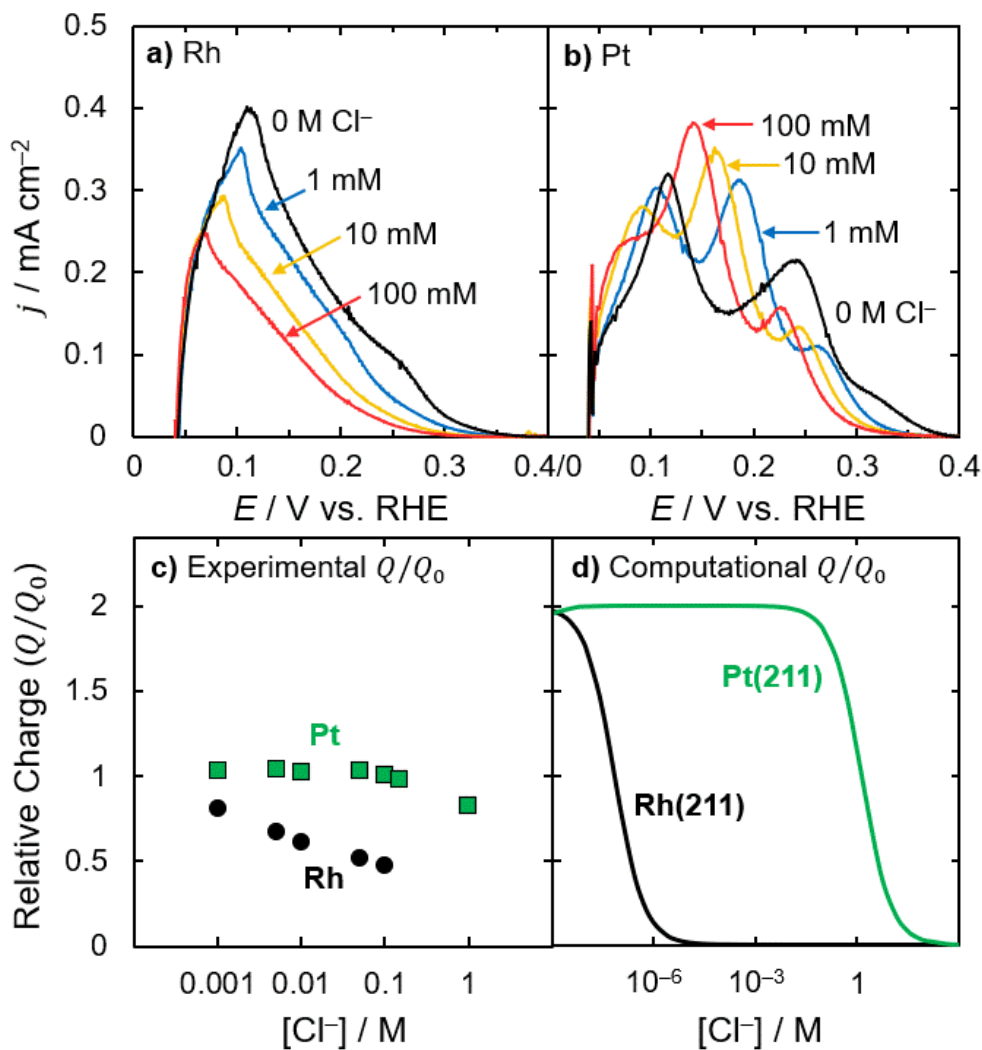 a) Rh
b) Pt
j / mA cm⁻²
0.5
0.4
0.3
0.2
0.1
0
0 M Cl⁻
1 mM
10 mM
100 mM
100 mM
10 mM
1 mM
0 M Cl⁻
0 0.1 0.2 0.3 0.4/0 0.1 0.2 0.3 0.4
E / V vs. RHE
E / V vs. RHE
c) Experimental Q/Q₀
d) Computational Q/Q₀
Relative Charge (Q/Q₀)
2
1.5
1
0.5
0
Pt
Rh
Pt(211)
Rh(211)
0.001 0.01 0.1 1
10⁻⁶ 10⁻³ 1
[Cl⁻] / M
[Cl⁻] / M